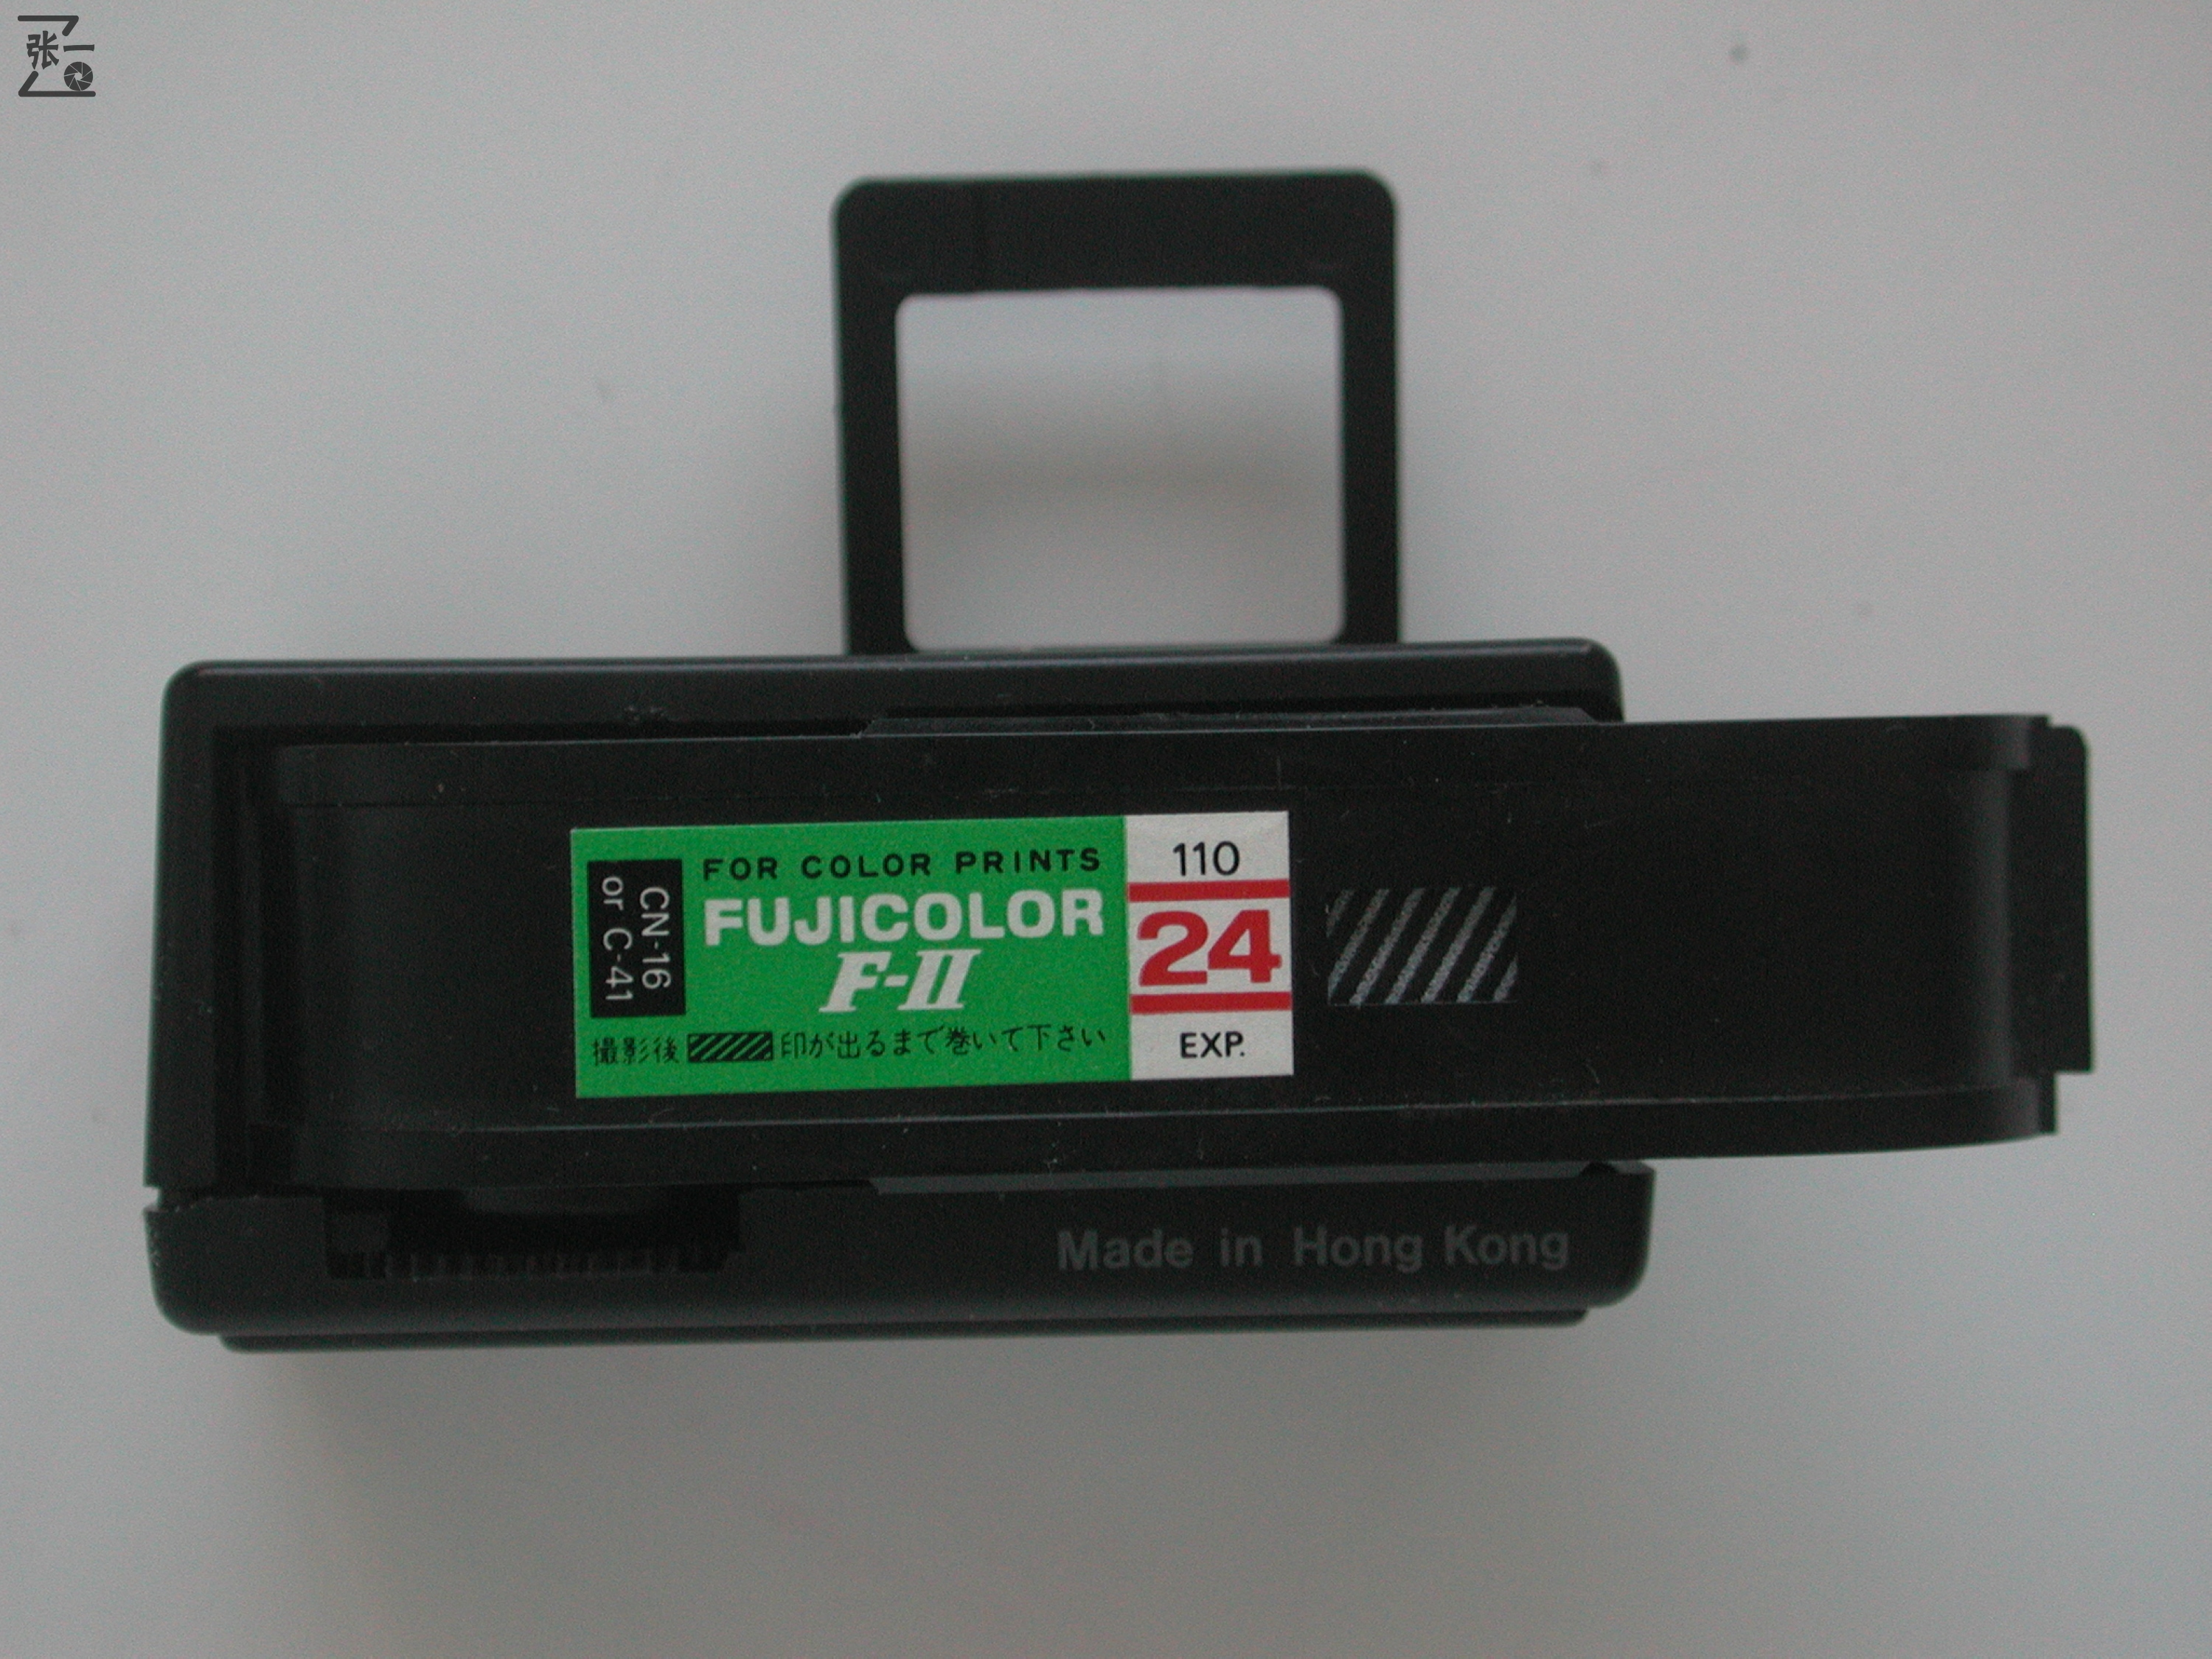 张一
FOR COLOR PRINTS
FUJICOLOR
F-II
CN-16
or C-41
撮影後 印が出るまで巻いて下さい
110
24
EXP.
Made in Hong Kong